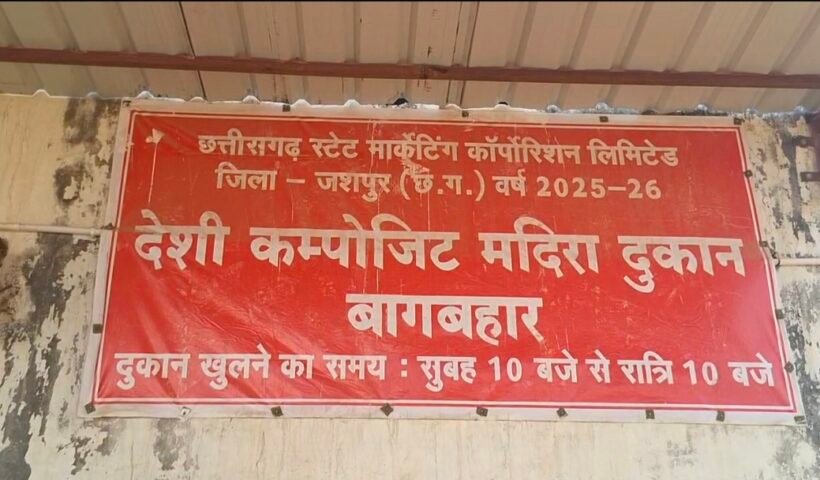 छत्तीसगढ़ स्टेट मार्केटिंग कॉर्पोरेशन लिमिटेड
जिला – जशपुर (छ.ग.) वर्ष 2025–26
देशी कम्पोजिट मदिरा दुकान
बागबहार
दुकान खुलने का समय : सुबह 10 बजे से रात्रि 10 बजे